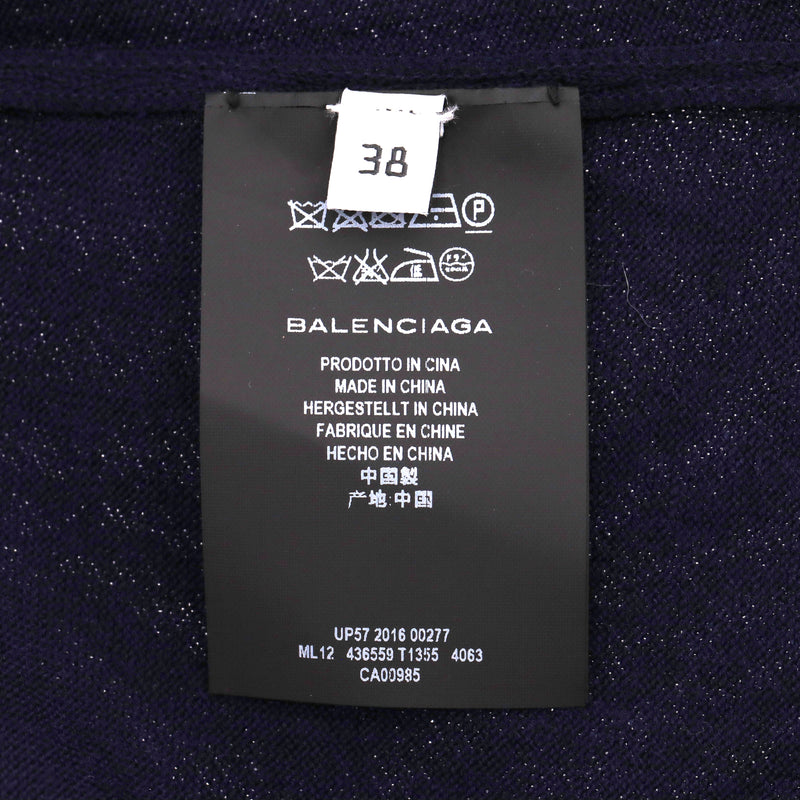 38
P
BALENCIAGA
PRODOTTO IN CINA
MADE IN CHINA
HERGESTELLT IN CHINA
FABRIQUE EN CHINE
HECHO EN CHINA
中国製
产地:中国
UP57 2016 00277
ML12 436559 T1355 4063
CA00985